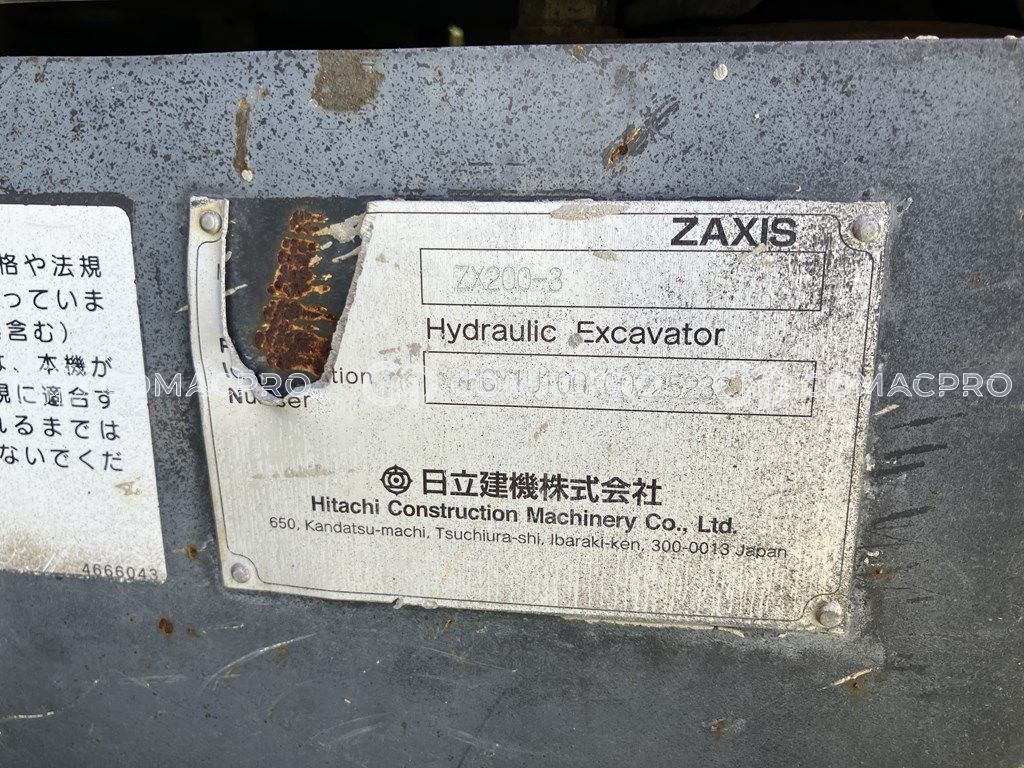 格や法規
っていま
含む)
、本機が
規に適合す
るまでは
ないでくだ
4666043
ZAXIS
ZX200-3
Hydraulic Excavator
Number
日立建機株式会社
Hitachi Construction Machinery Co., Ltd.
650, Kandatsu-machi, Tsuchiura-shi, Ibaraki-ken, 300-0013 Japan